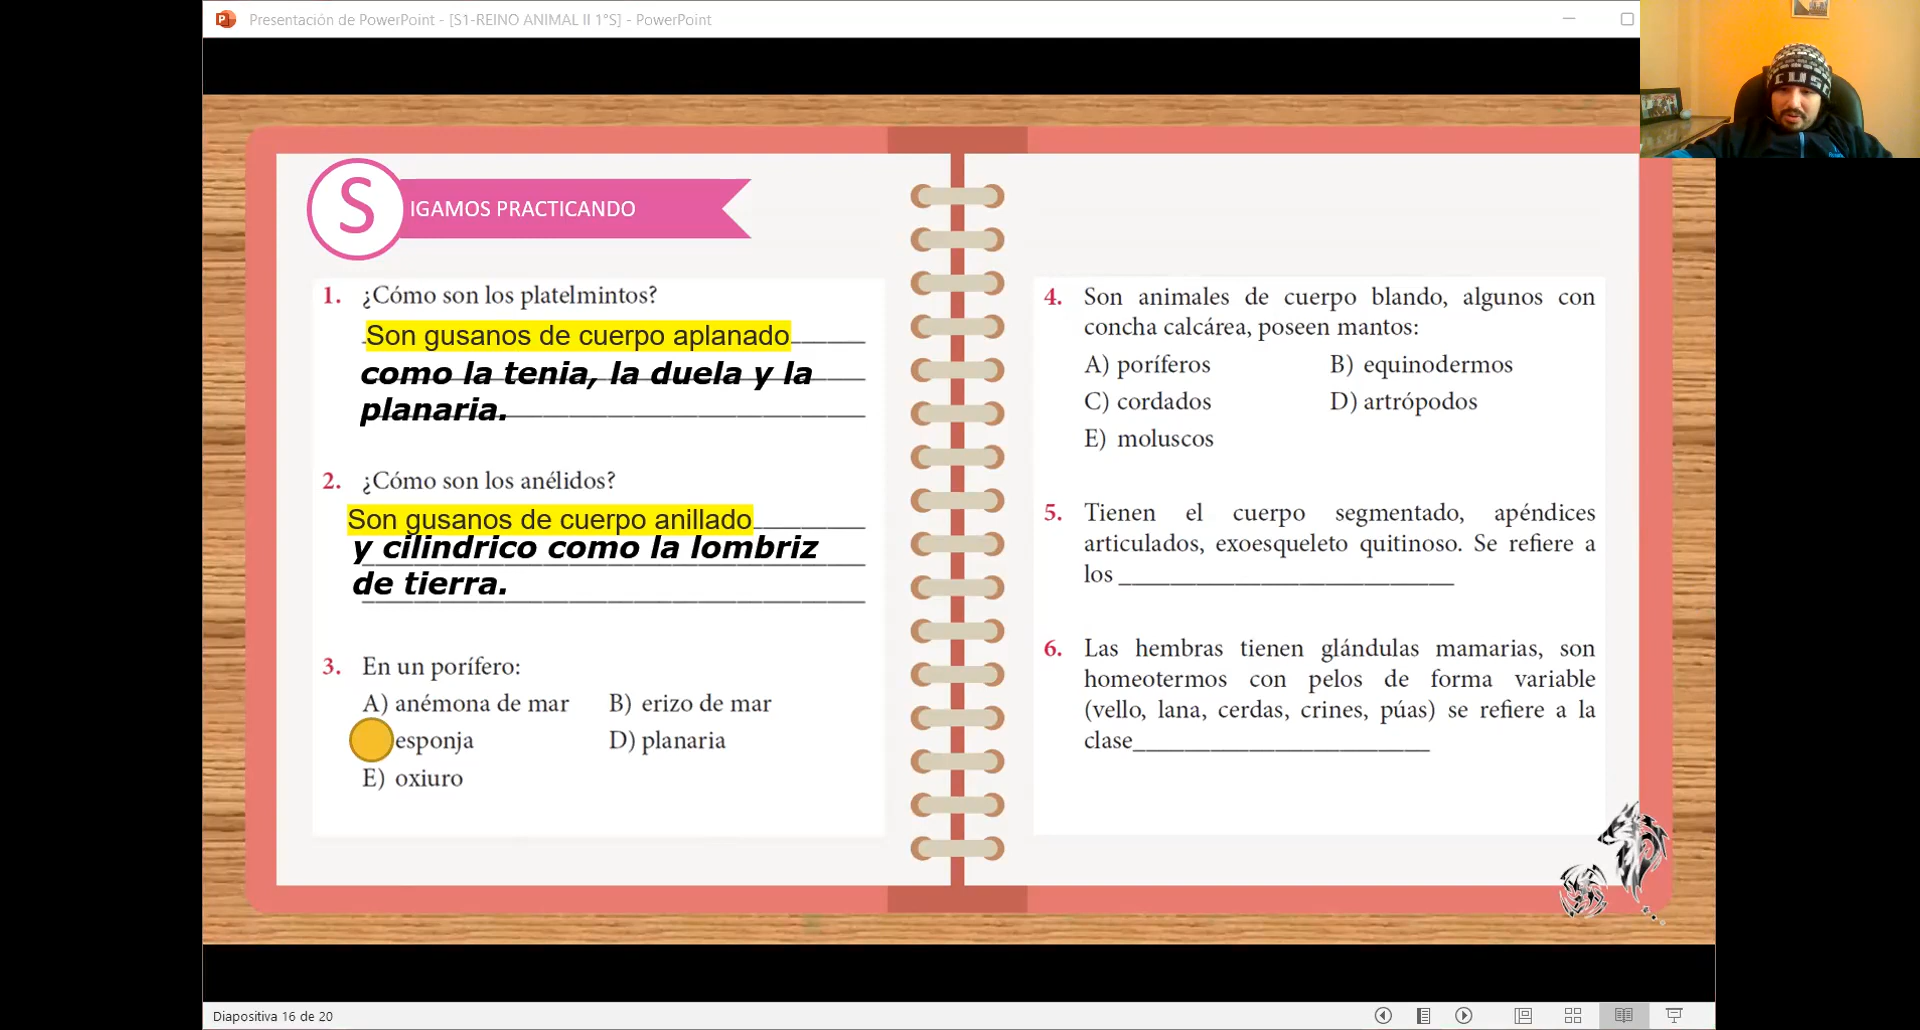 Presentación de PowerPoint - [S1-REINO ANIMAL II 1°S] - PowerPoint
SIGAMOS PRACTICANDO
1. ¿Cómo son los platelmintos?
Son gusanos de cuerpo aplanado
como la tenia, la duela y la
planaria.
2. ¿Cómo son los anélidos?
Son gusanos de cuerpo anillado
y cilindrico como la lombriz
de tierra.
3. En un porífero:
A) anémona de mar B) erizo de mar
esponja D) planaria
E) oxiuro
4. Son animales de cuerpo blando, algunos con
concha calcárea, poseen mantos:
A) poríferos B) equinodermos
C) cordados D) artrópodos
E) moluscos
5. Tienen el cuerpo segmentado, apéndices
articulados, exoesqueleto quitinoso. Se refiere a
los
6. Las hembras tienen glándulas mamarias, son
homeotermos con pelos de forma variable
(vello, lana, cerdas, crines, púas) se refiere a la
clase
Diapositiva 16 de 20